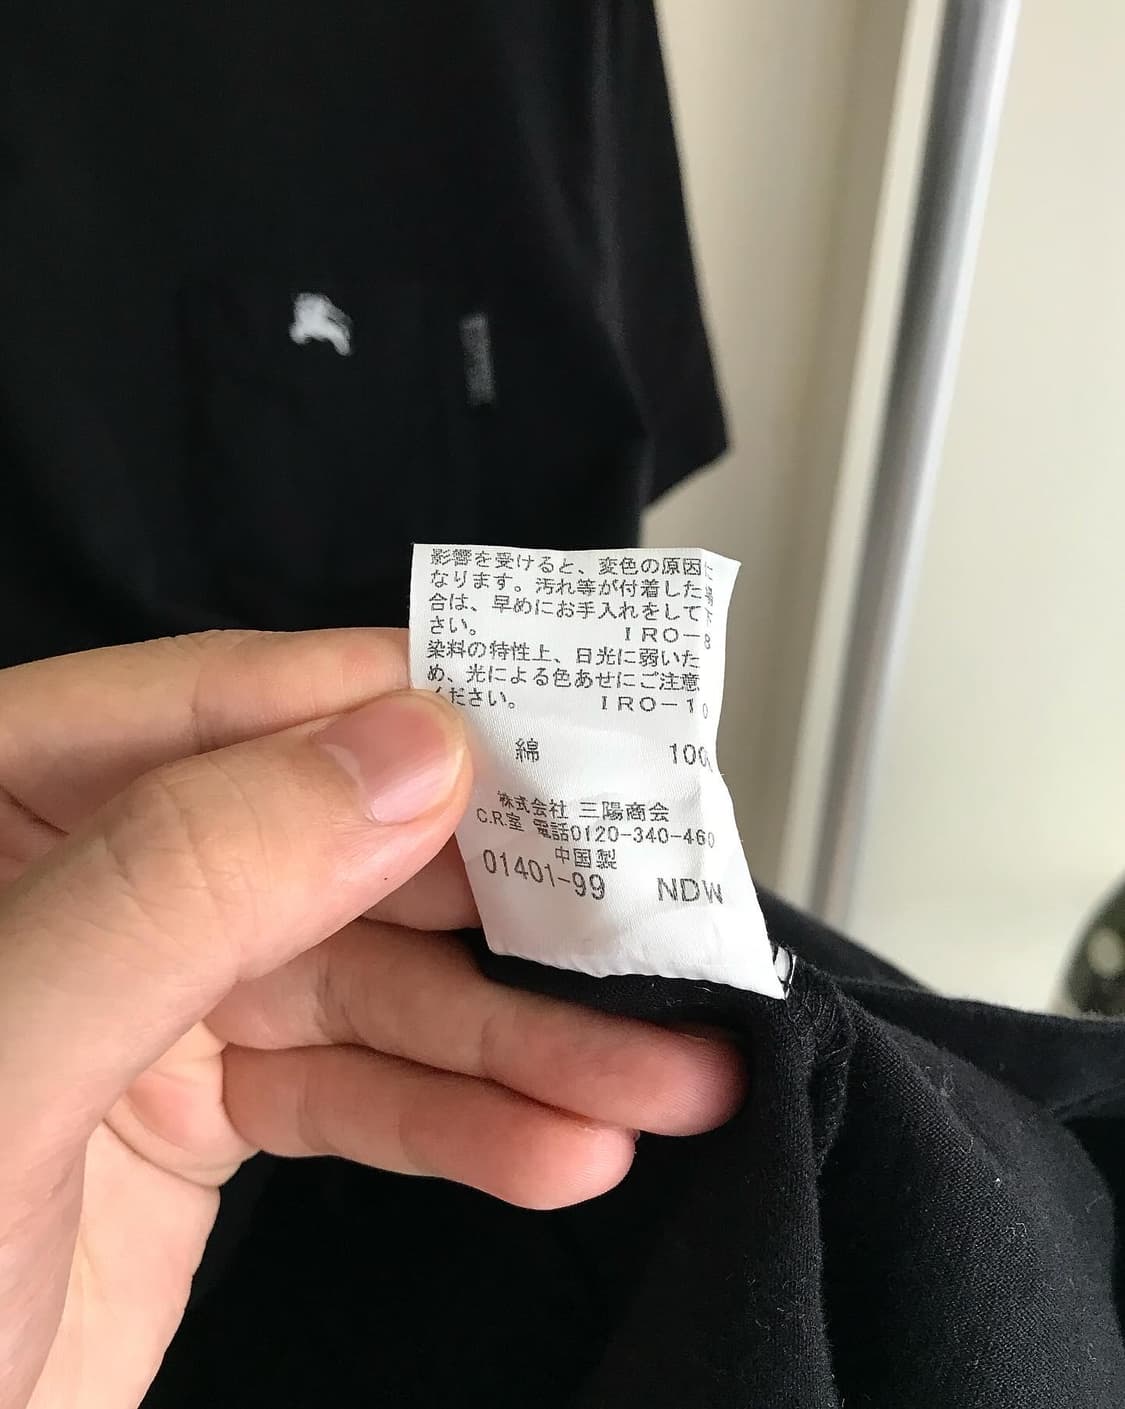 影響を受けると、変色の原因に
なります。汚れ等が付着した場
合は、早めにお手入れをして下
さい。 IRO-8
染料の特性上、日光に弱いた
め、光による色あせにご注意
ください。 IRO-10
綿 100
株式会社 三陽商会
C.R.室 電話0120-340-460
中国製
01401-99 NDW